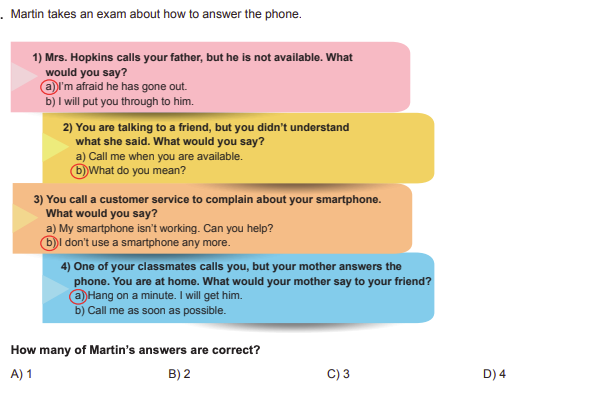 . Martin takes an exam about how to answer the phone.
1) Mrs. Hopkins calls your father, but he is not available. What
would you say?
a) I'm afraid he has gone out.
b) I will put you through to him.
2) You are talking to a friend, but you didn't understand
what she said. What would you say?
a) Call me when you are available.
b) What do you mean?
3) You call a customer service to complain about your smartphone.
What would you say?
a) My smartphone isn't working. Can you help?
b) I don't use a smartphone any more.
4) One of your classmates calls you, but your mother answers the
phone. You are at home. What would your mother say to your friend?
a) Hang on a minute. I will get him.
b) Call me as soon as possible.
How many of Martin's answers are correct?
A) 1 B) 2 C) 3 D) 4